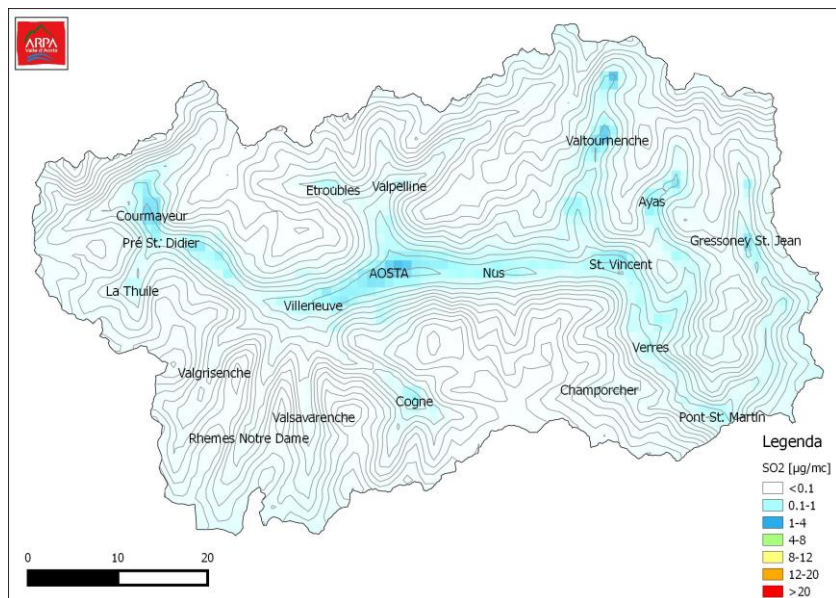 ARPA
Valle d'Aosta
Valtournenche
Etroubles
Valpelline
Ayas
Courmayeur
Pré St. Didier
Gressoney St. Jean
AOSTA
Nus
St. Vincent
La Thuile
Villeneuve
Verres
Valgrisenche
Champorcher
Cogne
Valsavarenche
Pont St. Martin
Rhemes Notre Dame
Legenda
SO2 [µg/mc]
<0.1
0.1-1
1-4
4-8
8-12
12-20
>20
0 10 20